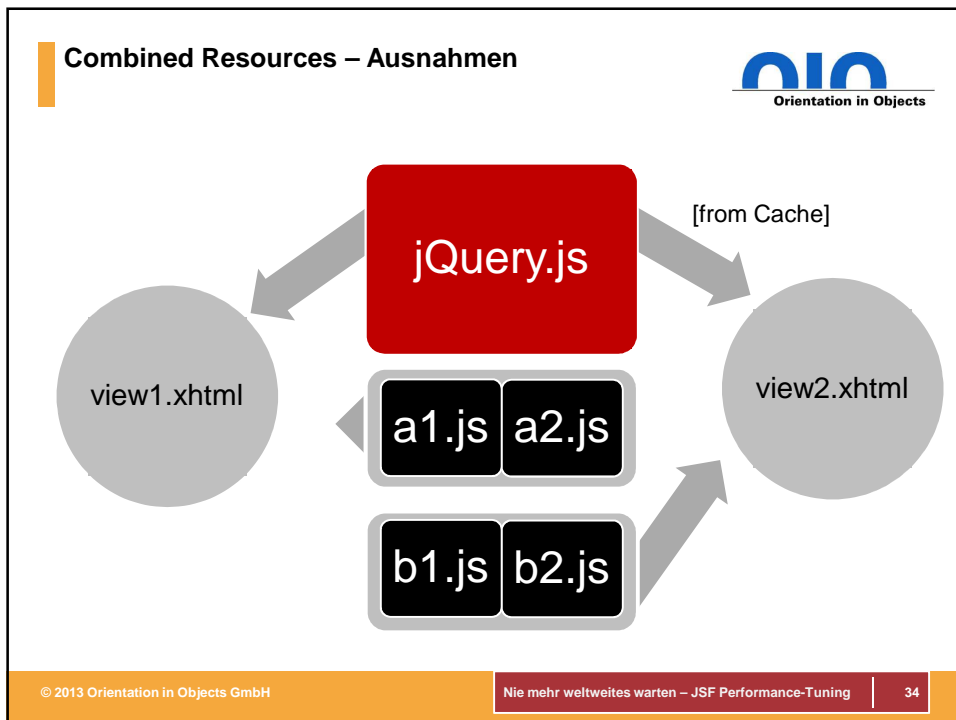 Combined Resources – Ausnahmen
OIO
Orientation in Objects
[from Cache]
jQuery.js
view1.xhtml
view2.xhtml
a1.js a2.js
b1.js b2.js
© 2013 Orientation in Objects GmbH
Nie mehr weltweites warten – JSF Performance-Tuning
34